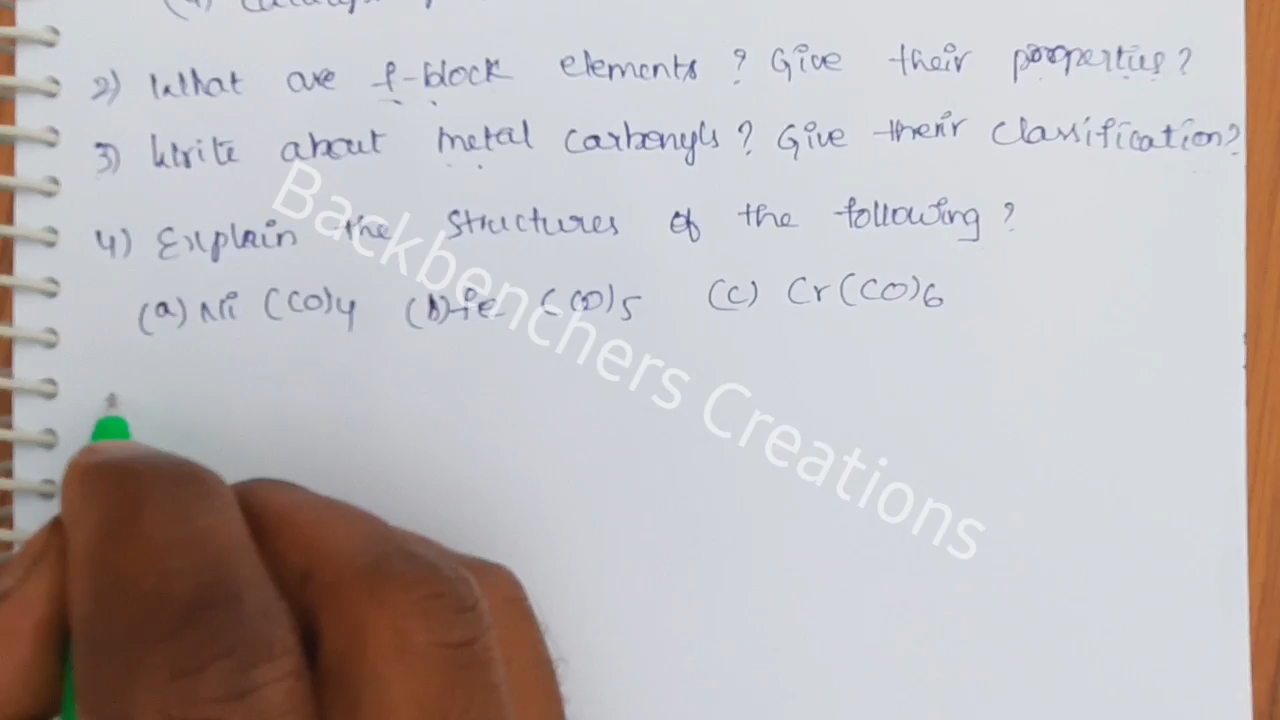 2) What are f-block elements ? Give their properties ?
3) Write about metal carbonyls ? Give their classification?
4) Explain the structures of the following ?
(a) Ni (CO)4 (b) Fe (CO)5 (c) Cr(CO)6
Backbenchers Creations